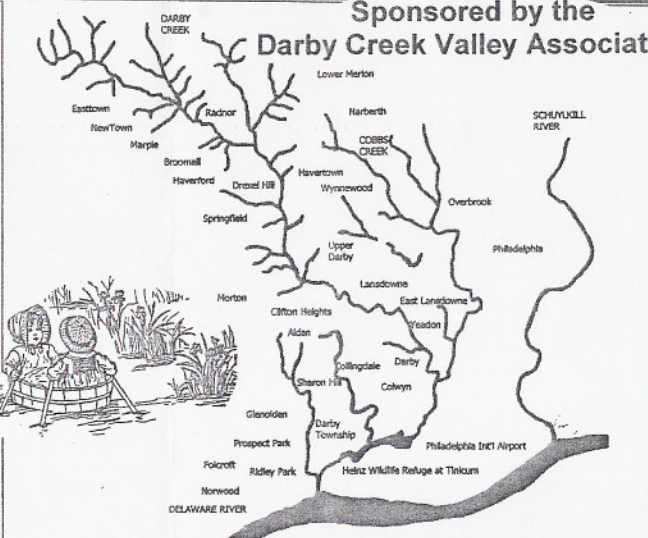 Sponsored by the
Darby Creek Valley Associat
DARBY
CREEK
Lower Merion
Easttown
Radnor
Narberth
SCHUYLKILL
RIVER
NewTown
Marple
COBBS
CREEK
Broomall
Havertown
Haverford
Drexel Hill
Wynnewood
Overbrook
Springfield
Upper
Darby
Philadelphia
Lansdowne
Morton
East Lansdowne
Clifton Heights
Yeadon
Aldan
Collingdale
Darby
Sharon Hill
Colwyn
Glenolden
Darby
Township
Prospect Park
Philadelphia Int'l Airport
Folcroft
Ridley Park
Heinz Wildlife Refuge at Tinicum
Norwood
DELAWARE RIVER